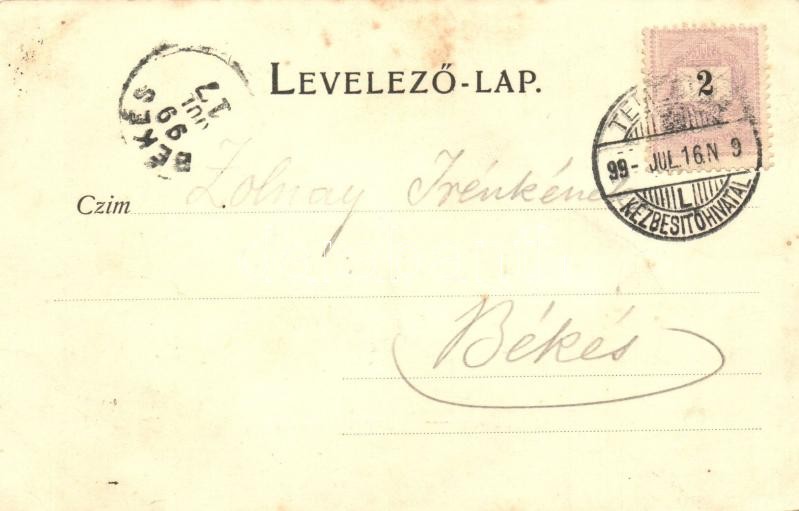 LEVELEZŐ-LAP.
2
99 - JUL. 16. N 9
L
KÉZBESITŐHIVATAL
BÉKÉS
99
JUL
17
Czim Zolnay Irénkének
Békés